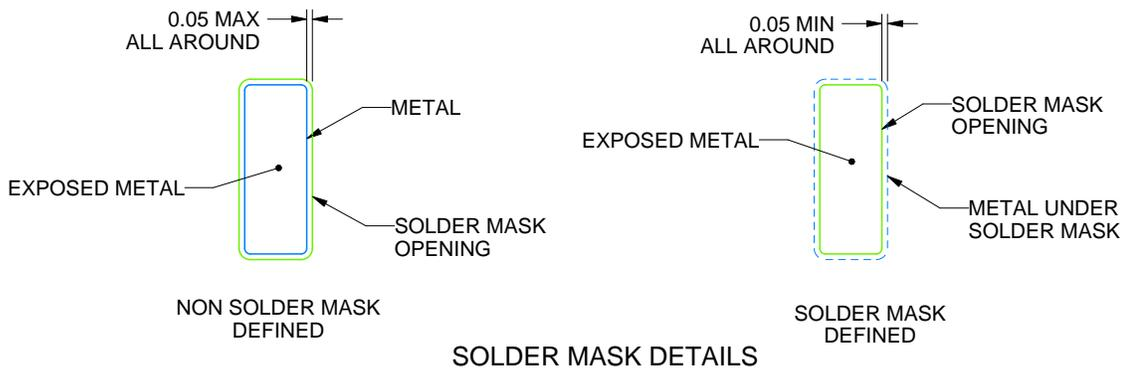 0.05 MAX
ALL AROUND
METAL
EXPOSED METAL
SOLDER MASK
OPENING
NON SOLDER MASK
DEFINED
0.05 MIN
ALL AROUND
SOLDER MASK
OPENING
EXPOSED METAL
METAL UNDER
SOLDER MASK
SOLDER MASK
DEFINED
SOLDER MASK DETAILS